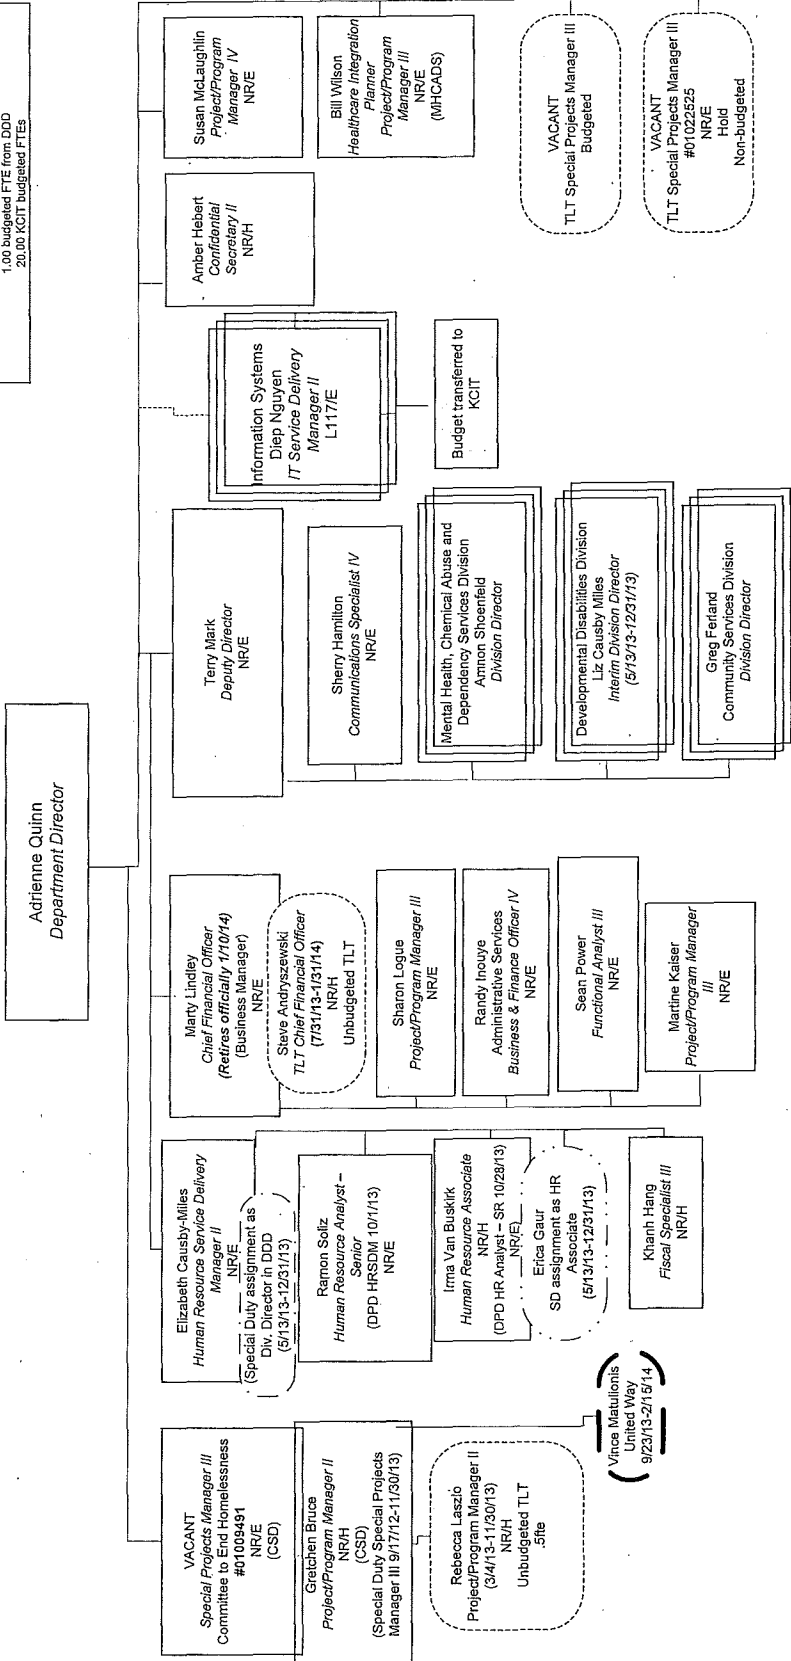 1.00 budgeted FTE from DDD
20.00 KCIT budgeted FTEs
Adrienne Quinn
Department Director
VACANT
Special Projects Manager III
Committee to End Homelessness
#01009491
NR/E
(CSD)
Gretchen Bruce
Project/Program Manager II
NR/H
(CSD)
(Special Duty Special Projects
Manager III 9/17/12-11/30/13)
Rebecca Laszlo
Project/Program Manager II
(3/4/13-11/30/13)
NR/H
Unbudgeted TLT
.5fte
Vince Matulionis
United Way
9/23/13-2/15/14
Elizabeth Causby-Miles
Human Resource Service Delivery
Manager II
NR/E
(Special Duty assignment as
Div. Director in DDD
(5/13/13-12/31/13)
Ramon Soliz
Human Resource Analyst –
Senior
(DPD HRSDM 10/1/13)
NR/E
Irma Van Buskirk
Human Resource Associate
NR/H
(DPD HR Analyst – SR 10/28/13)
NR/E)
Erica Gaur
SD assignment as HR
Associate
(5/13/13-12/31/13)
Khanh Hang
Fiscal Specialist III
NR/H
Marty Lindley
Chief Financial Officer
(Retires officially 1/10/14)
(Business Manager)
NR/E
Steve Andryszewski
TLT Chief Financial Officer
(7/31/13-1/31/14)
NR/H
Unbudgeted TLT
Sharon Logue
Project/Program Manager III
NR/E
Randy Inouye
Administrative Services
Business & Finance Officer IV
NR/E
Sean Power
Functional Analyst III
NR/E
Martine Kaiser
Project/Program Manager
III
NR/E
Terry Mark
Deputy Director
NR/E
Sherry Hamilton
Communications Specialist IV
NR/E
Mental Health, Chemical Abuse and
Dependency Services Division
Amnon Shoenfeld
Division Director
Developmental Disabilities Division
Liz Causby Miles
Interim Division Director
(5/13/13-12/31/13)
Greg Ferland
Community Services Division
Division Director
Information Systems
Diep Nguyen
IT Service Delivery
Manager II
L117/E
Budget transferred to
KCIT
Amber Hebert
Confidential
Secretary II
NR/H
Susan McLaughlin
Project/Program
Manager IV
NR/E
Bill Wilson
Healthcare Integration
Planner
Project/Program
Manager III
NR/E
(MHCADS)
VACANT
TLT Special Projects Manager III
Budgeted
VACANT
TLT Special Projects Manager III
#01022525
NR/E
Hold
Non-budgeted